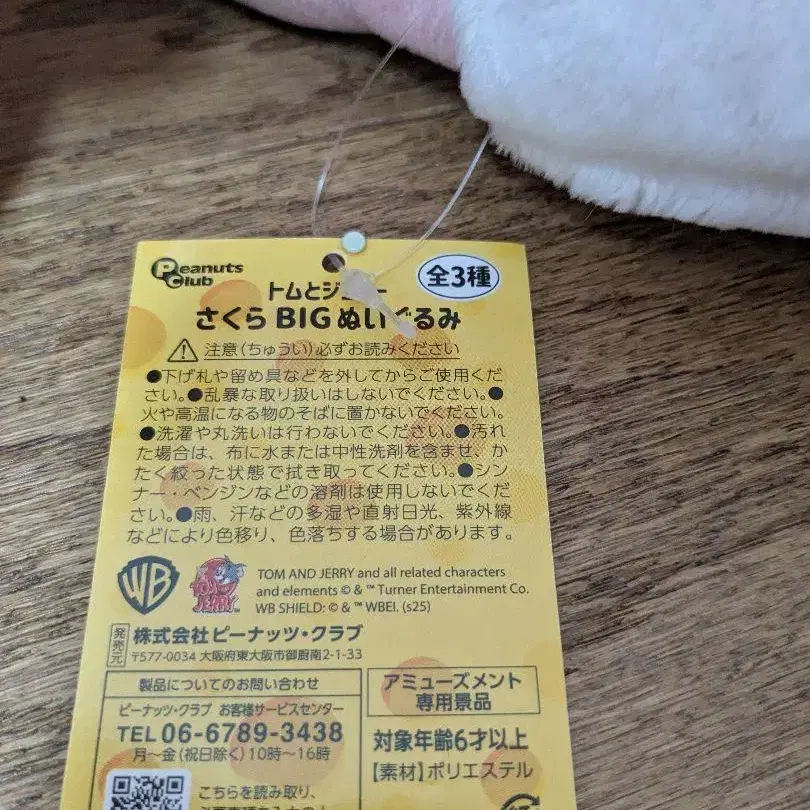 Peanuts Club
全3種
トムとジェリー
さくら BIG ぬいぐるみ
注意(ちゅうい)必ずお読みください
●下げ札や留め具などを外してからご使用くだ
さい。●乱暴な取り扱いはしないでください。●
火や高温になる物のそばに置かないでください。
●洗濯や丸洗いは行わないでください。●汚れ
た場合は、布に水または中性洗剤を含ませ、か
たく絞った状態で拭き取ってください。●シン
ナー・ベンジンなどの溶剤は使用しないでくだ
さい。●雨、汗などの多湿や直射日光、紫外線
などにより色移り、色落ちする場合があります。
WB
TOM AND JERRY
TOM AND JERRY and all related characters
and elements © & ™ Turner Entertainment Co.
WB SHIELD: © & ™ WBEI. (s25)
発売元 株式会社ピーナッツ・クラブ
〒577-0034 大阪府東大阪市御厨南2-1-33
製品についてのお問い合わせ
ピーナッツ・クラブ お客様サービスセンター
TEL 06-6789-3438
月〜金(祝日除く)10時〜16時
こちらを読み取り、
アミューズメント
専用景品
対象年齢6才以上
【素材】ポリエステル